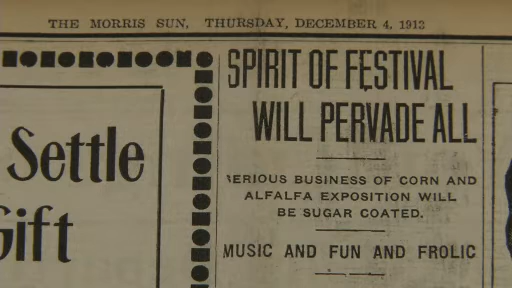 THE MORRIS SUN, THURSDAY, DECEMBER 4, 1913
Settle
Gift
SPIRIT OF FESTIVAL
WILL PERVADE ALL
SERIOUS BUSINESS OF CORN AND
ALFALFA EXPOSITION WILL
BE SUGAR COATED.
MUSIC AND FUN AND FROLIC